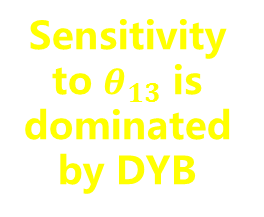 Sensitivity
to θ₁₃ is
dominated
by DYB